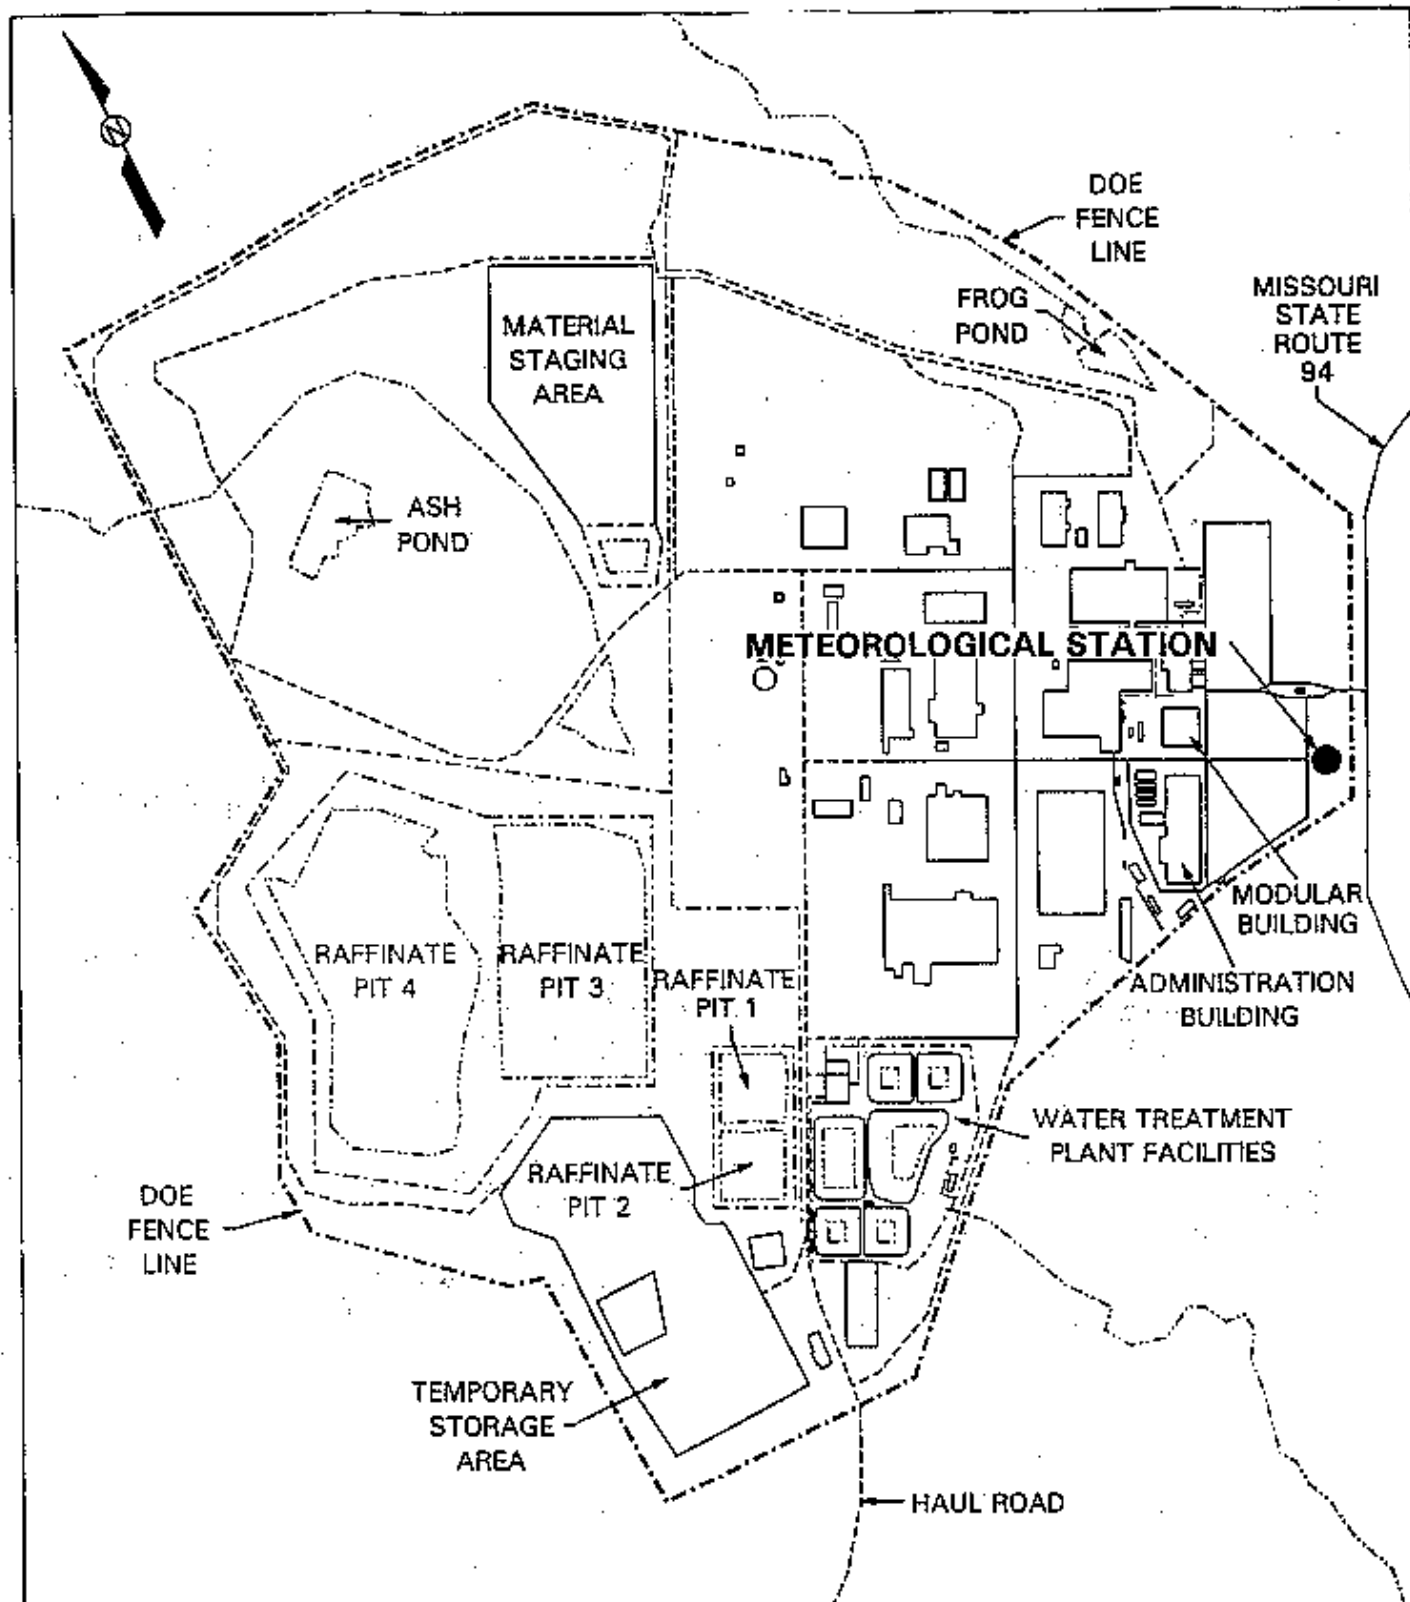 N
DOE
FENCE
LINE
MISSOURI
STATE
ROUTE
94
FROG
POND
MATERIAL
STAGING
AREA
ASH
POND
METEOROLOGICAL STATION
MODULAR
BUILDING
ADMINISTRATION
BUILDING
RAFFINATE
PIT 4
RAFFINATE
PIT 3
RAFFINATE
PIT 1
WATER TREATMENT
PLANT FACILITIES
RAFFINATE
PIT 2
DOE
FENCE
LINE
TEMPORARY
STORAGE
AREA
HAUL ROAD